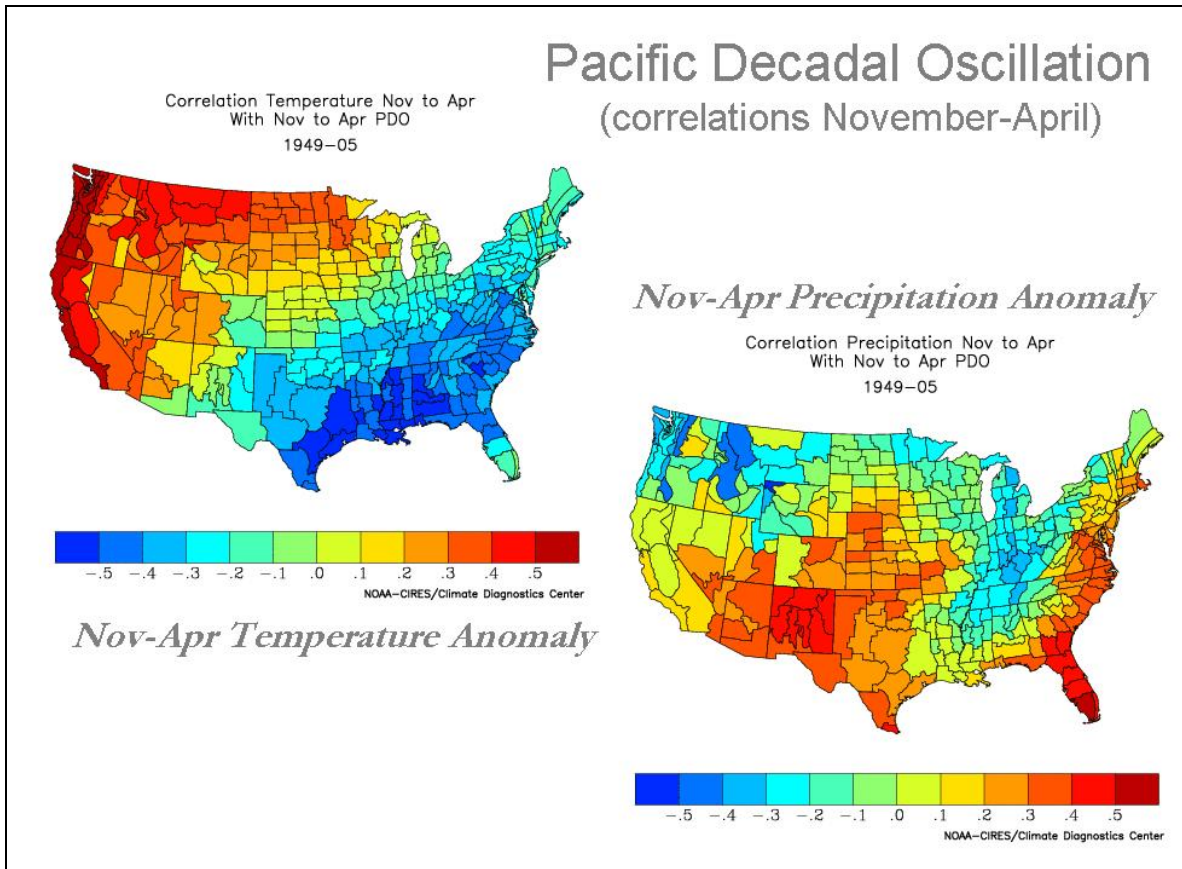 Pacific Decadal Oscillation
(correlations November-April)
Correlation Temperature Nov to Apr
With Nov to Apr PDO
1949-05
-.5 -.4 -.3 -.2 -.1 .0 .1 .2 .3 .4 .5
NOAA-CIRES/Climate Diagnostics Center
Nov-Apr Temperature Anomaly
Nov-Apr Precipitation Anomaly
Correlation Precipitation Nov to Apr
With Nov to Apr PDO
1949-05
-.5 -.4 -.3 -.2 -.1 .0 .1 .2 .3 .4 .5
NOAA-CIRES/Climate Diagnostics Center